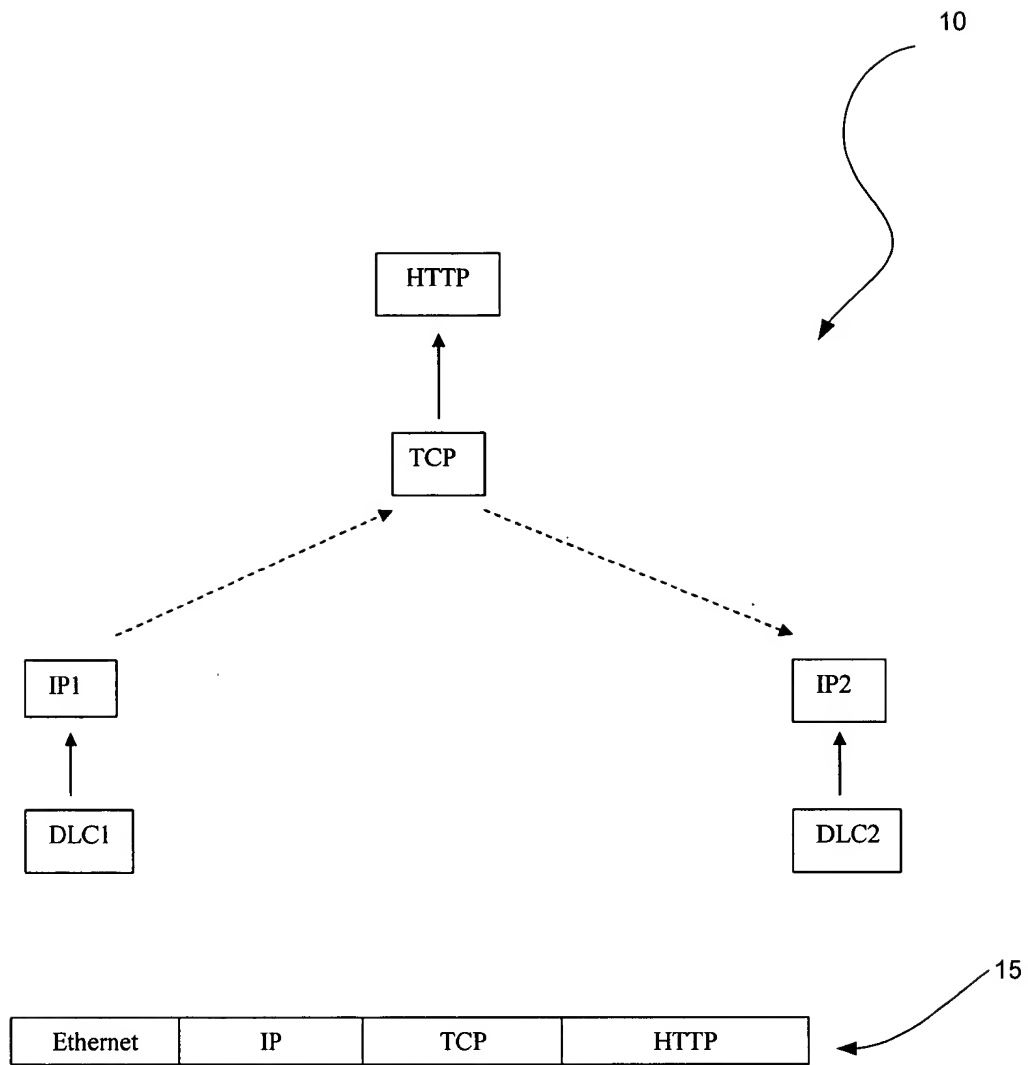 10
HTTP
TCP
IP1
IP2
DLC1
DLC2
15
Ethernet IP TCP HTTP